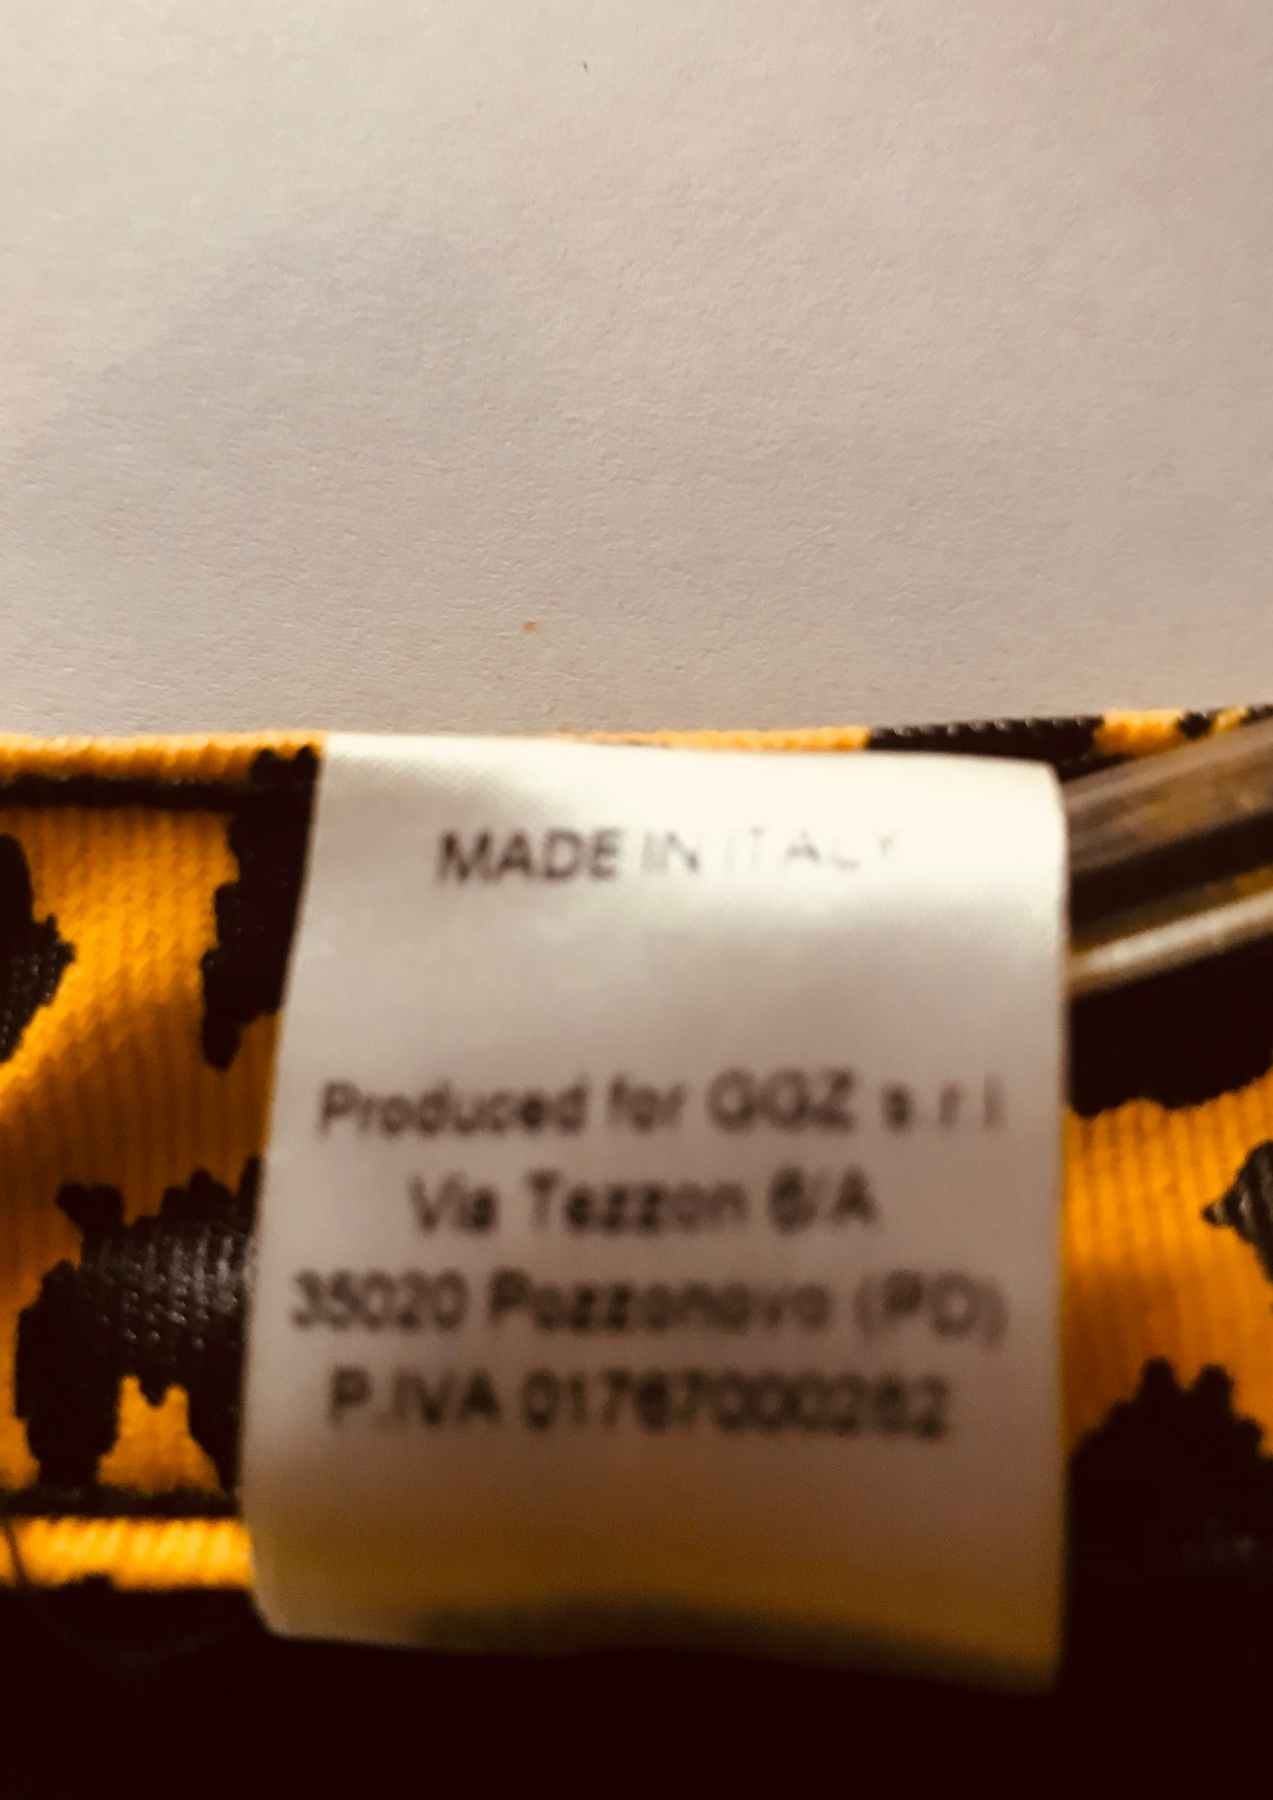 MADE IN ITALY
Produced for GGZ s r l
Via Tezzon 6/A
35020 Pozzonovo (PD)
P.IVA 01767000282